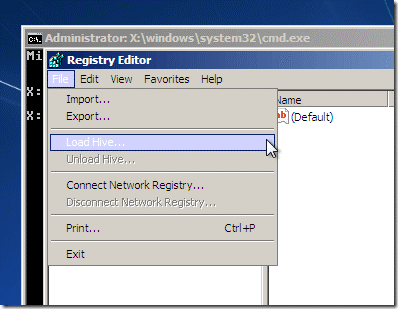 Administrator: X:\windows\system32\cmd.exe
Mi
Registry Editor
File Edit View Favorites Help
X:
X:
Import...
Export...
Load Hive...
Unload Hive...
Connect Network Registry...
Disconnect Network Registry...
Print... Ctrl+P
Exit
Name
ab (Default)